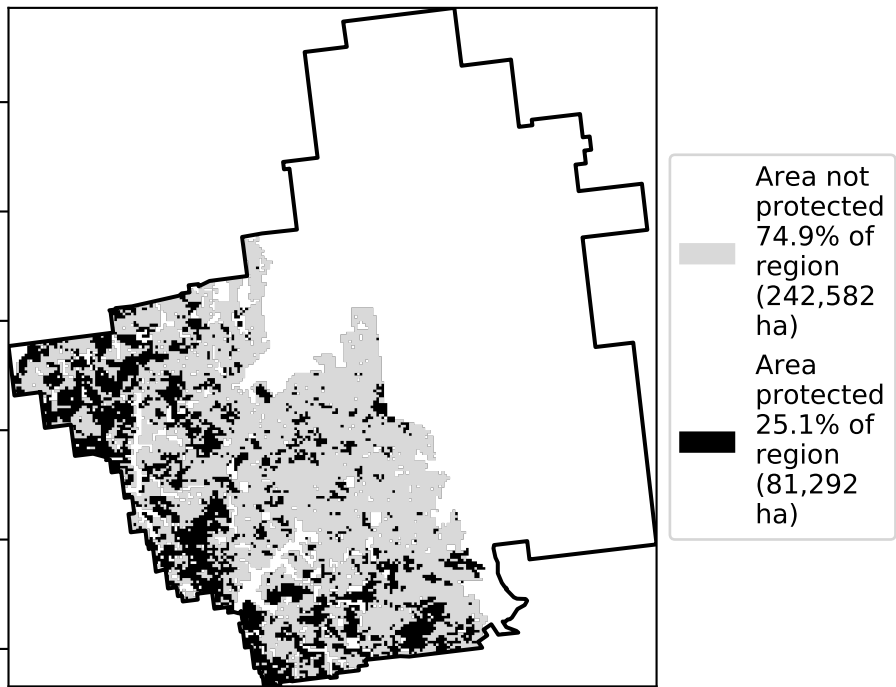 Area not
protected
74.9% of
region
(242,582
ha)
Area
protected
25.1% of
region
(81,292
ha)